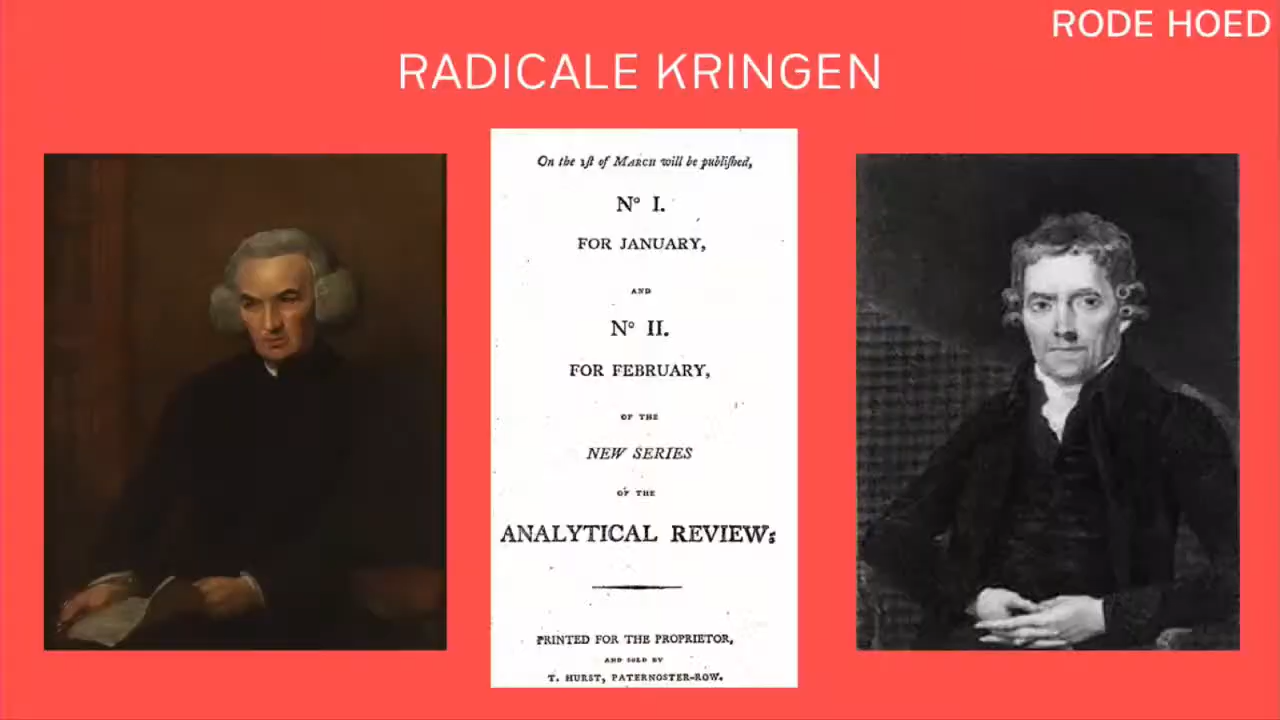 RODE HOED
RADICALE KRINGEN
On the 1ſt of MARCH will be publiſhed,
Nº I.
FOR JANUARY,
AND
Nº II.
FOR FEBRUARY,
OF THE
NEW SERIES
OF THE
ANALYTICAL REVIEW:
PRINTED FOR THE PROPRIETOR,
AND SOLD BY
T. HURST, PATERNOSTER-ROW.